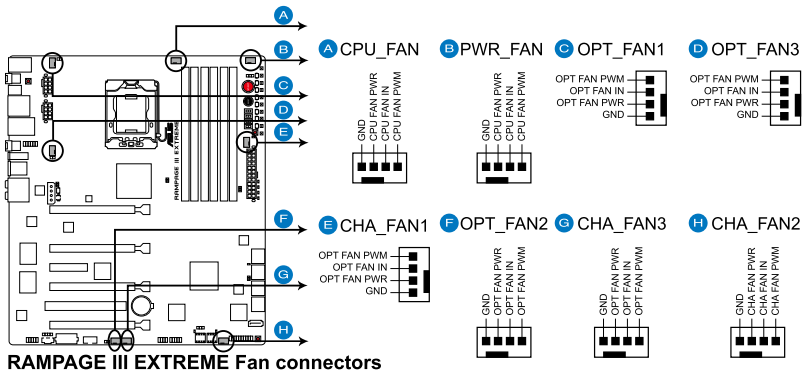 A
B
C
D
E
F
G
H
RAMPAGE III EXTREME
A CPU_FAN
GND
CPU FAN PWR
CPU FAN IN
CPU FAN PWM
B PWR_FAN
GND
CPU FAN PWR
CPU FAN IN
CPU FAN PWM
C OPT_FAN1
OPT FAN PWM
OPT FAN IN
OPT FAN PWR
GND
D OPT_FAN3
OPT FAN PWM
OPT FAN IN
OPT FAN PWR
GND
E CHA_FAN1
OPT FAN PWM
OPT FAN IN
OPT FAN PWR
GND
F OPT_FAN2
GND
OPT FAN PWR
OPT FAN IN
OPT FAN PWM
G CHA_FAN3
GND
OPT FAN PWR
OPT FAN IN
OPT FAN PWM
H CHA_FAN2
GND
CHA FAN PWR
CHA FAN IN
CHA FAN PWM
RAMPAGE III EXTREME Fan connectors